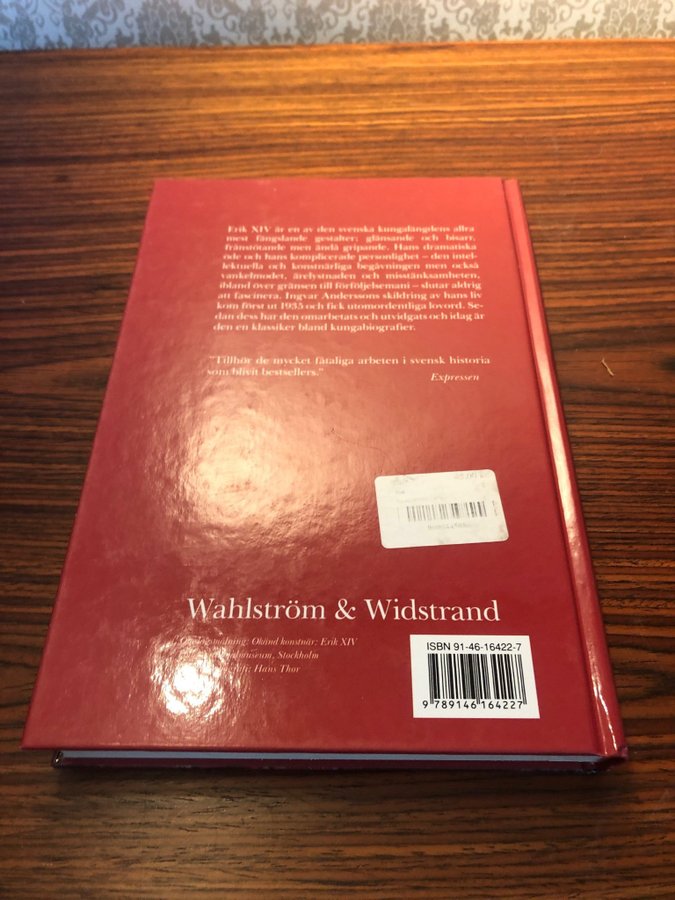 Erik XIV är en av den svenska kungalängdens allra
mest fängslande gestalter: glänsande och bisarr,
frånstötande men ändå gripande. Hans dramatiska
öde och hans komplicerade personlighet – den intel-
lektuella och konstnärliga begåvningen men också
vankelmodet, ärelystnaden och misstänksamheten,
ibland över gränsen till förföljelsemani – slutar aldrig
att fascinera. Ingvar Anderssons skildring av hans liv
kom först ut 1935 och fick utomordentliga lovord. Se-
dan dess har den omarbetats och utvidgats och idag är
den en klassiker bland kungabiografier.
"Tillhör de mycket fåtaliga arbeten i svensk historia
som blivit bestsellers."
Expressen
Wahlström & Widstrand
Okänd konstnär: Erik XIV
Stockholm
Hans Thor
ISBN 91-46-16422-7
9 789146 164227